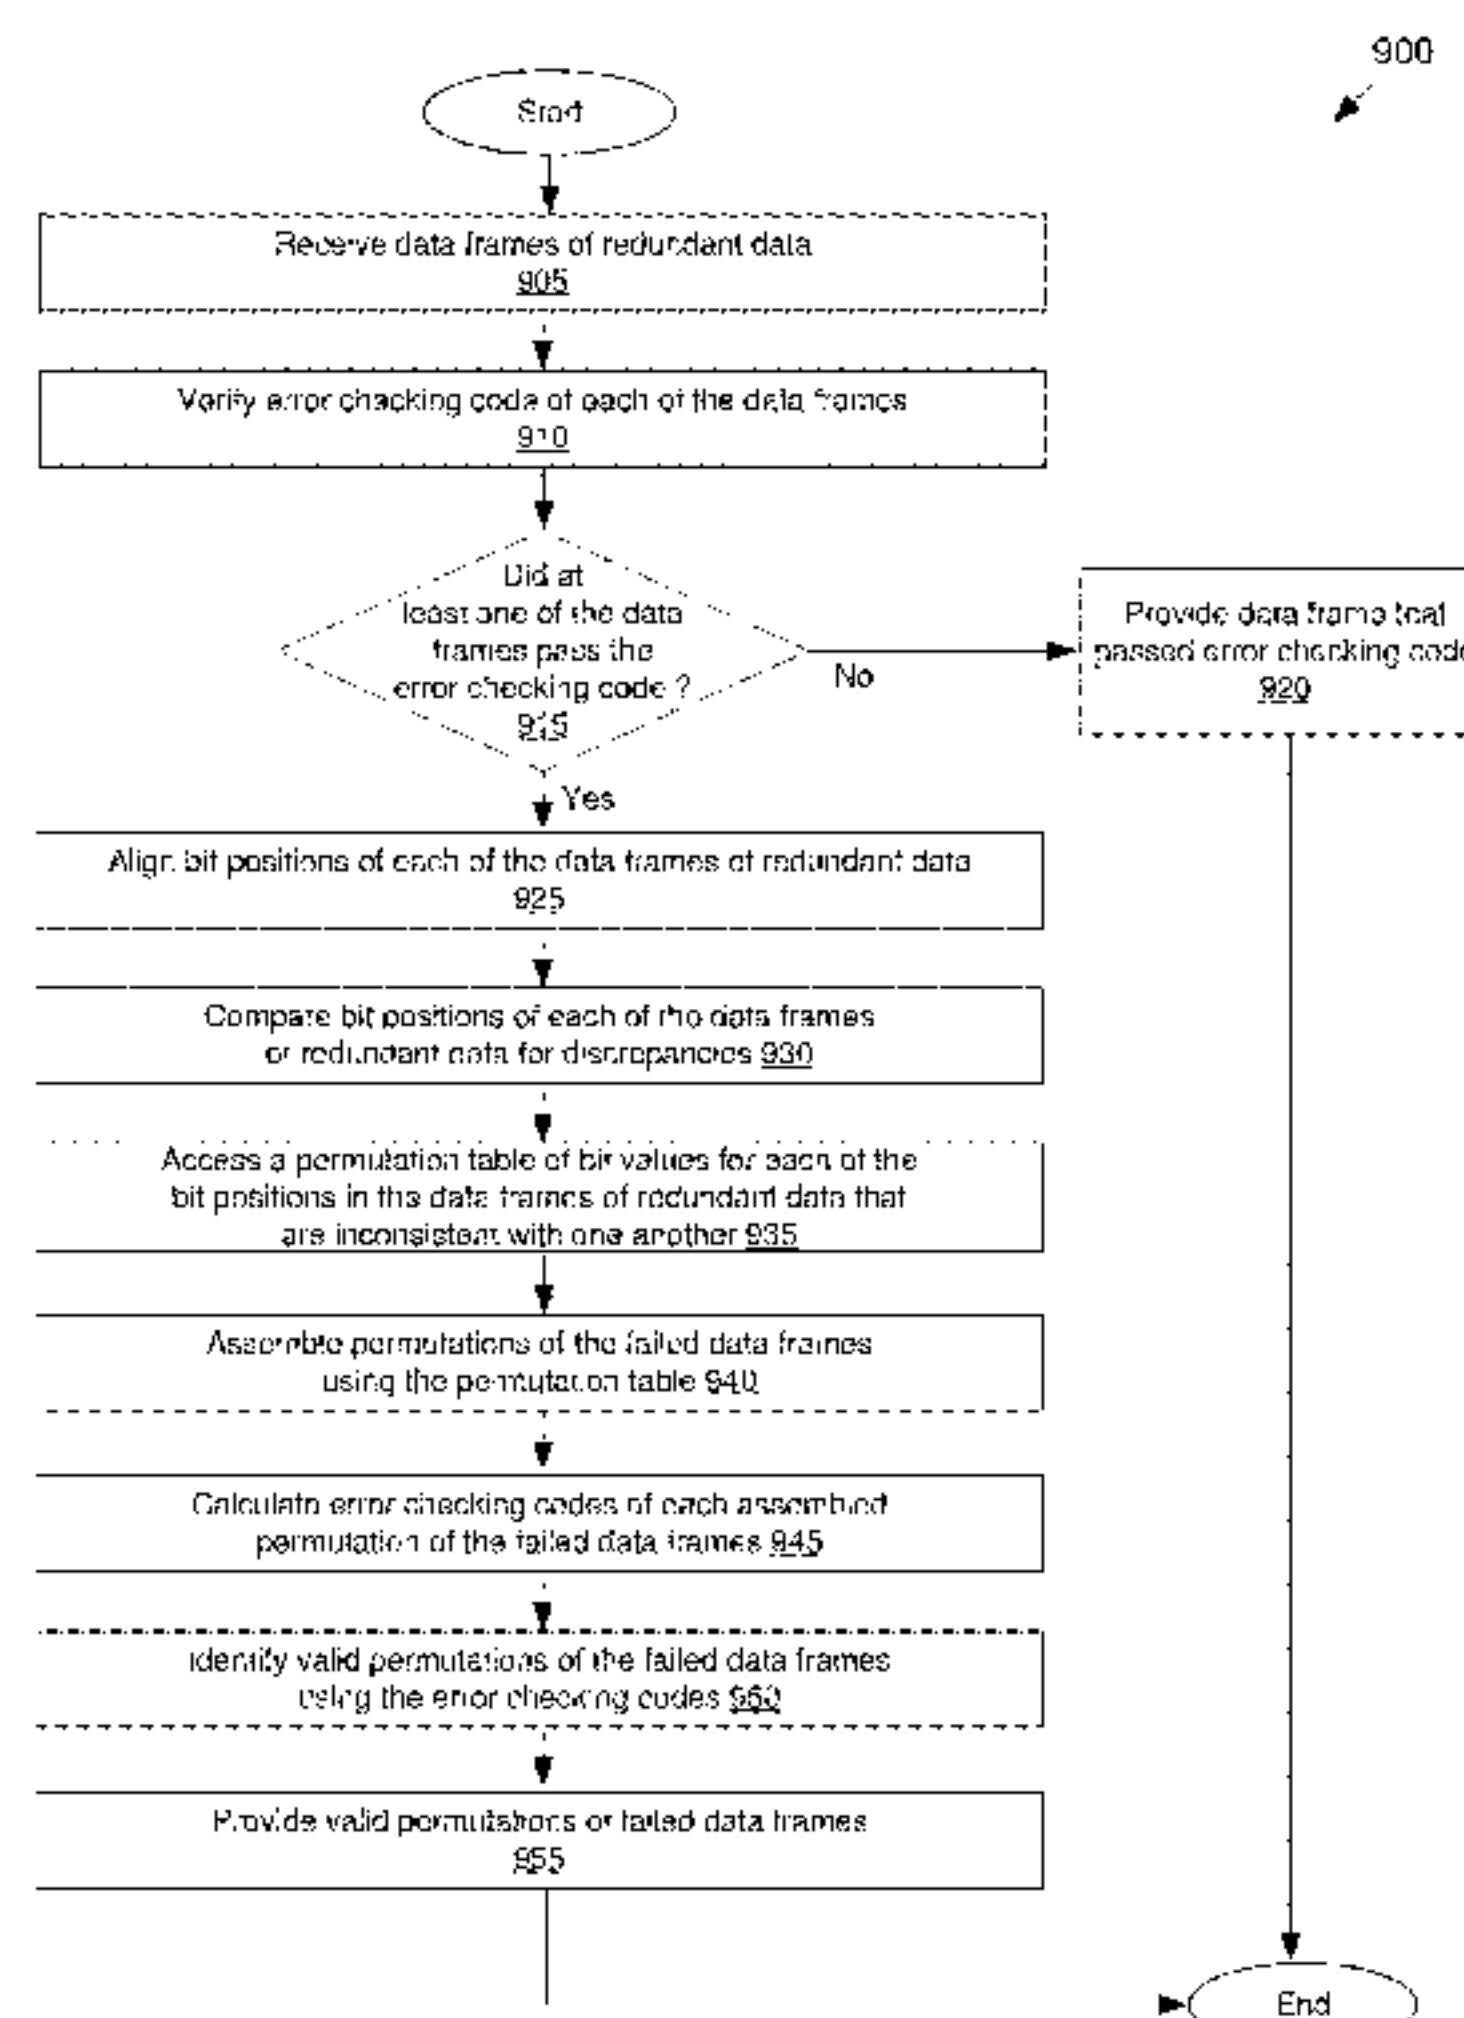 900
Start
Receive data frames of redundant data
905
Verify error checking code of each of the data frames
910
Did at
least one of the data
frames pass the
error checking code ?
915
No
Provide data frame that
passed error checking code
920
Yes
Align bit positions of each of the data frames of redundant data
925
Compare bit positions of each of the data frames
of redundant data for discrepancies 930
Access a permutation table of bit values for each of the
bit positions in the data frames of redundant data that
are inconsistent with one another 935
Assemble permutations of the failed data frames
using the permutation table 940
Calculate error checking codes of each assembled
permutation of the failed data frames 945
Identify valid permutations of the failed data frames
using the error checking codes 950
Provide valid permutations of failed data frames
955
End